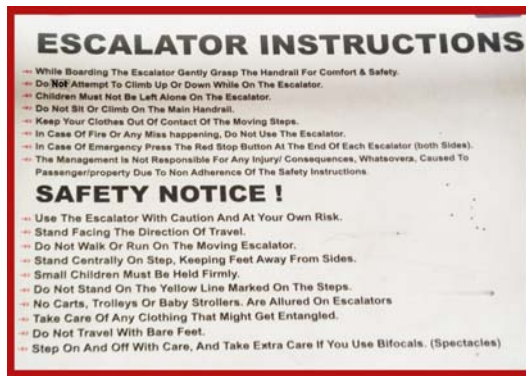 ESCALATOR INSTRUCTIONS
While Boarding The Escalator Gently Grasp The Handrail For Comfort & Safety.
Do Not Attempt To Climb Up Or Down While On The Escalator.
Children Must Not Be Left Alone On The Escalator.
Do Not Sit Or Climb On The Main Handrail.
Keep Your Clothes Out Of Contact Of The Moving Steps.
In Case Of Fire Or Any Miss happening, Do Not Use The Escalator.
In Case Of Emergency Press The Red Stop Button At The End Of Each Escalator (both Sides).
The Management Is Not Responsible For Any Injury/ Consequences, Whatsovera, Caused To
Passenger/property Due To Non Adherence Of The Safety Instructions
SAFETY NOTICE !
Use The Escalator With Caution And At Your Own Risk.
Stand Facing The Direction Of Travel.
Do Not Walk Or Run On The Moving Escalator.
Stand Centrally On Step, Keeping Feet Away From Sides.
Small Children Must Be Held Firmly.
Do Not Stand On The Yellow Line Marked On The Steps.
No Carts, Trolleys Or Baby Strollers. Are Allured On Escalators
Take Care Of Any Clothing That Might Get Entangled.
Do Not Travel With Bare Feet.
Step On And Off With Care, And Take Extra Care If You Use Bifocals. (Spectacles)